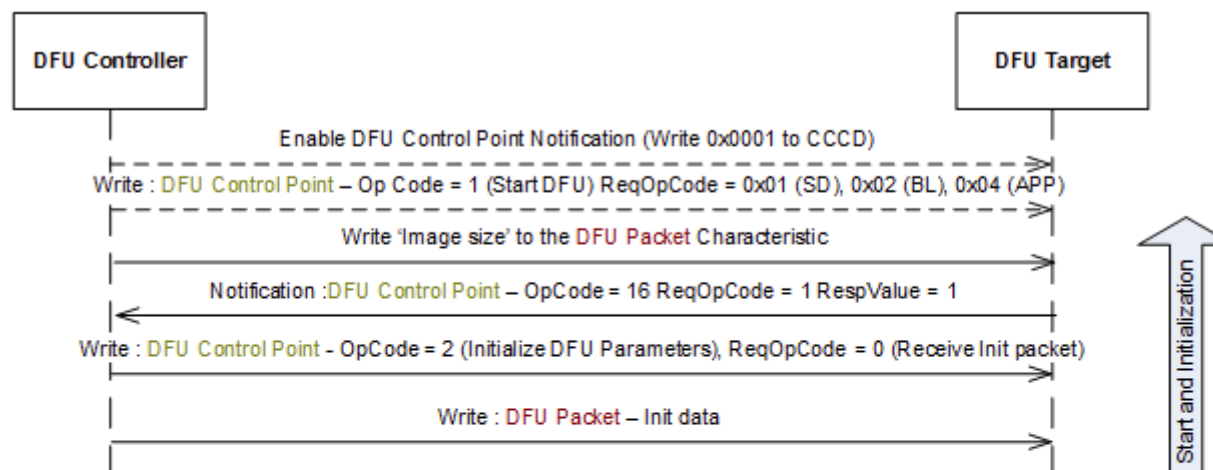 DFU Controller
DFU Target
Enable DFU Control Point Notification (Write 0x0001 to CCCD)
Write : DFU Control Point – Op Code = 1 (Start DFU) ReqOpCode = 0x01 (SD), 0x02 (BL), 0x04 (APP)
Write ‘Image size’ to the DFU Packet Characteristic
Notification :DFU Control Point – OpCode = 16 ReqOpCode = 1 RespValue = 1
Write : DFU Control Point - OpCode = 2 (Initialize DFU Parameters), ReqOpCode = 0 (Receive Init packet)
Write : DFU Packet – Init data
Start and Initialization